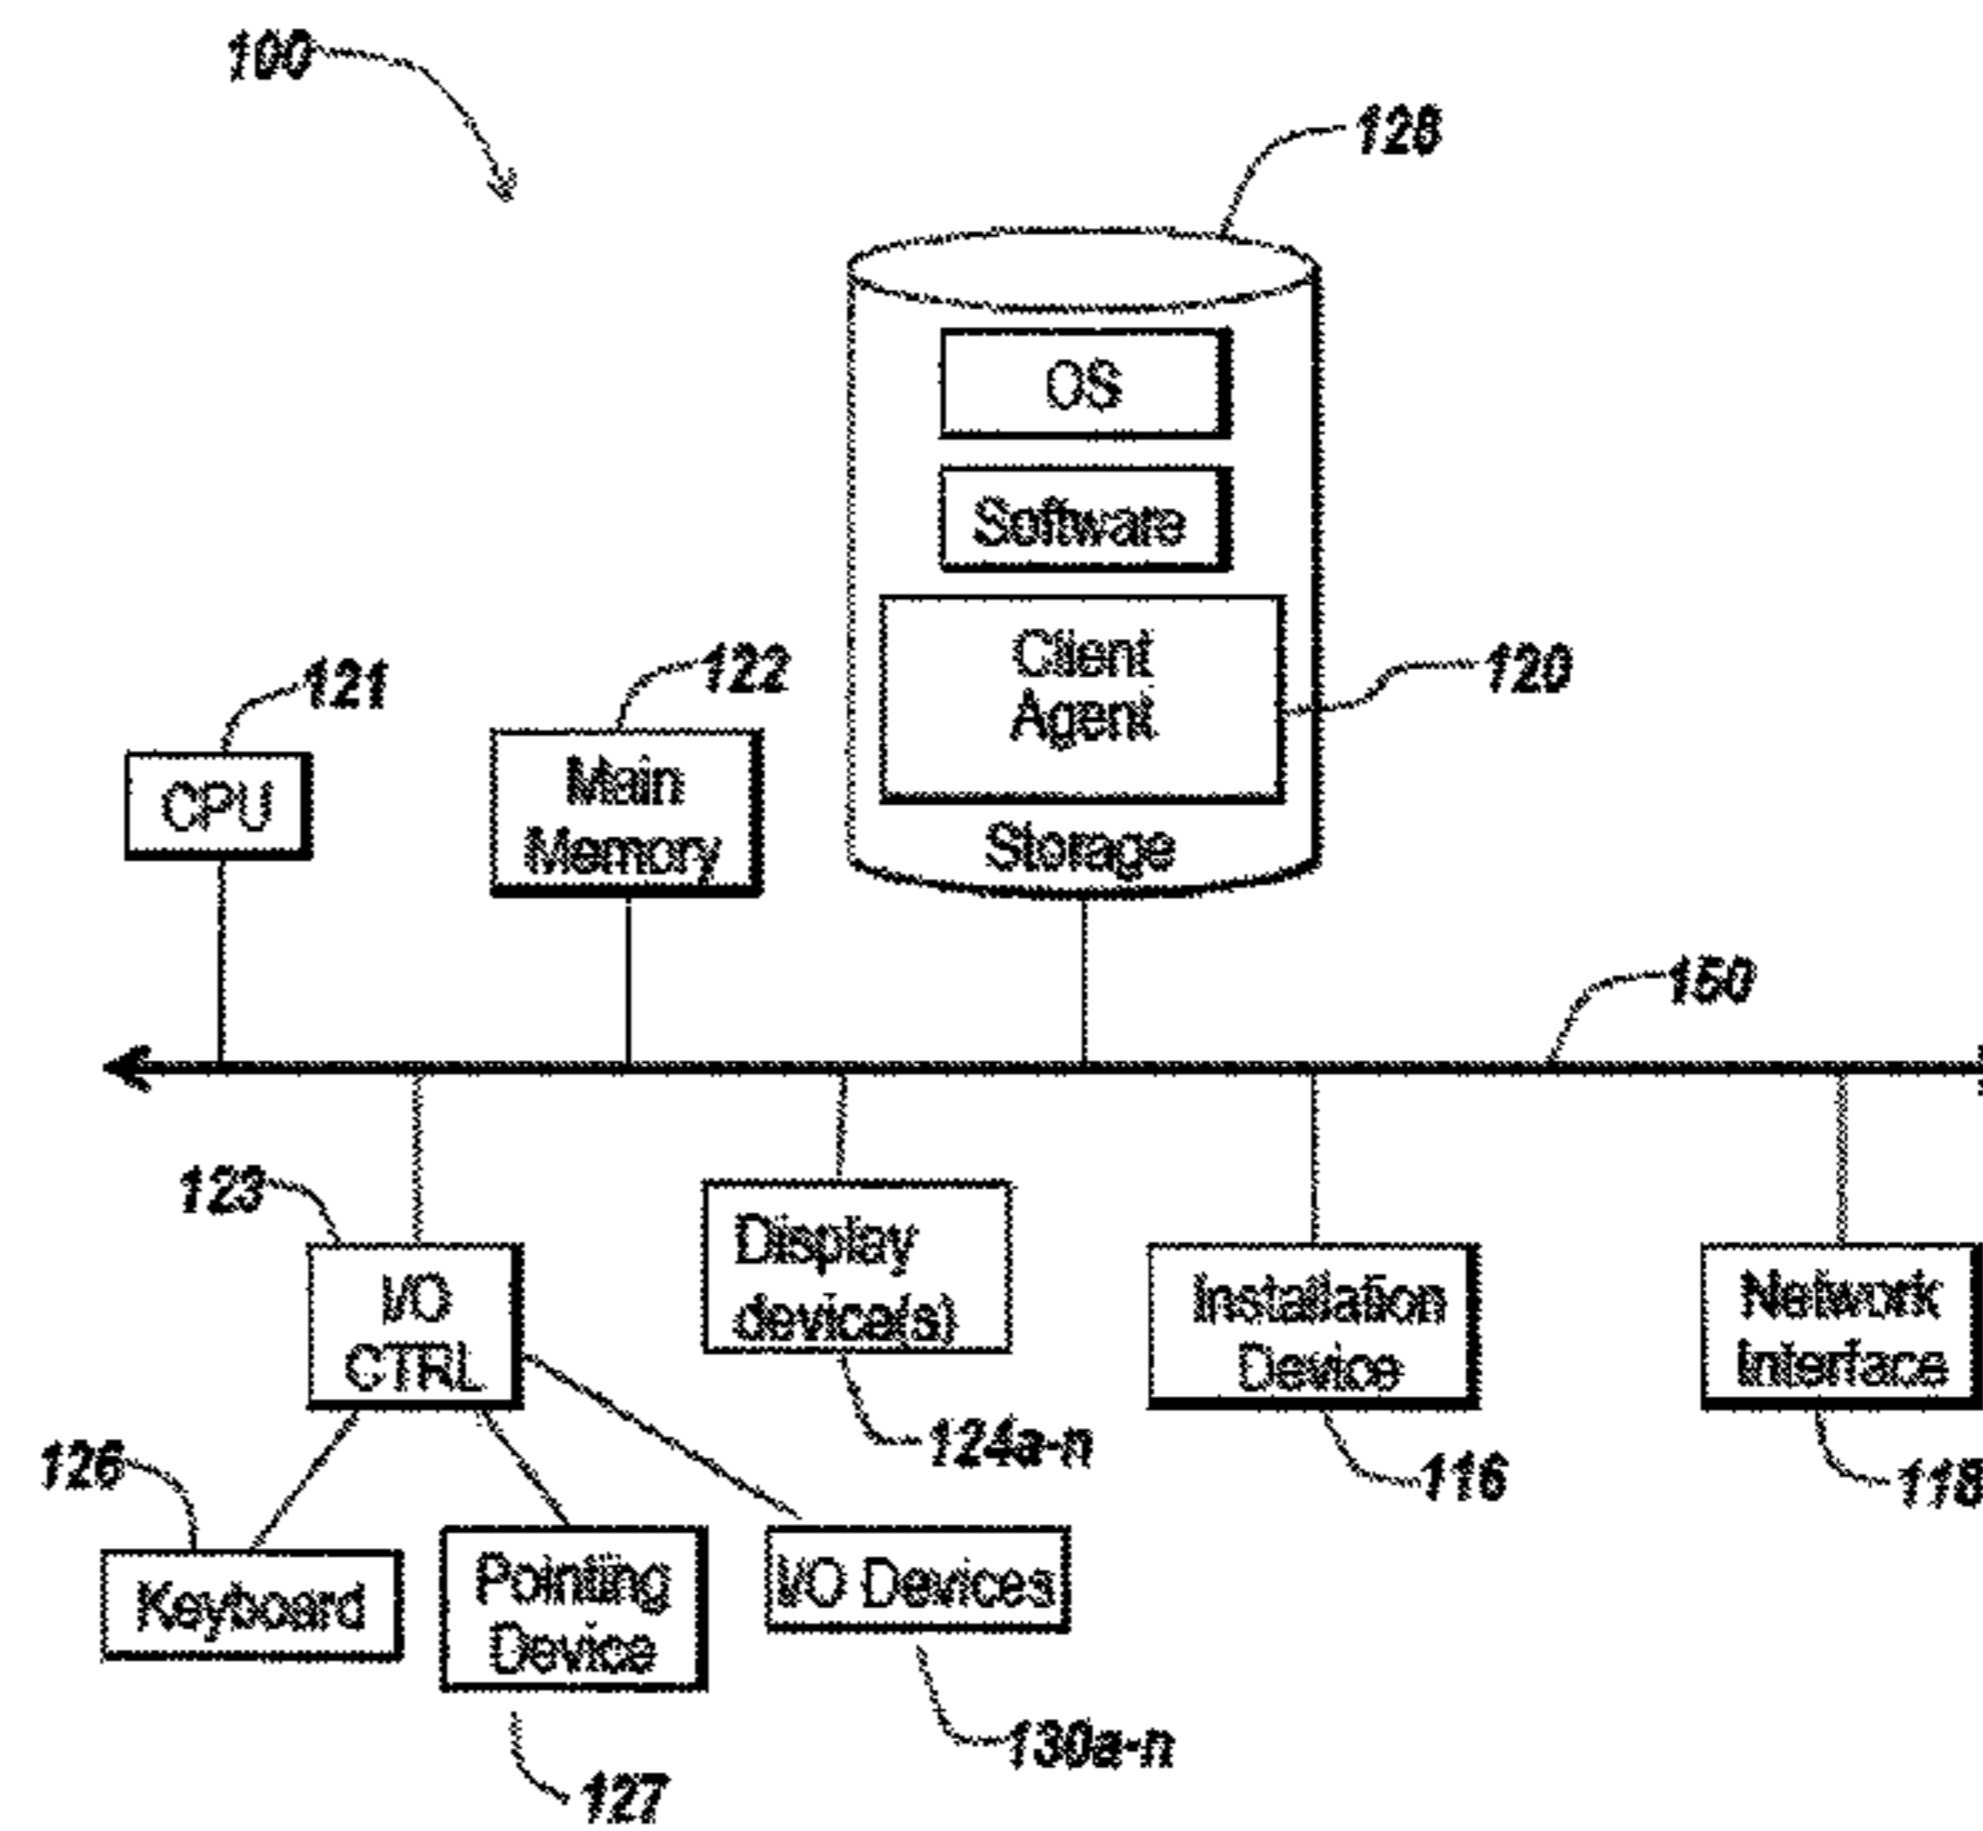 100
128
OS
Software
Client
Agent
120
Storage
121
CPU
122
Main
Memory
150
123
I/O
CTRL
Display
device(s)
124a-n
Installation
Device
116
Network
Interface
118
126
Keyboard
Pointing
Device
127
I/O Devices
130a-n